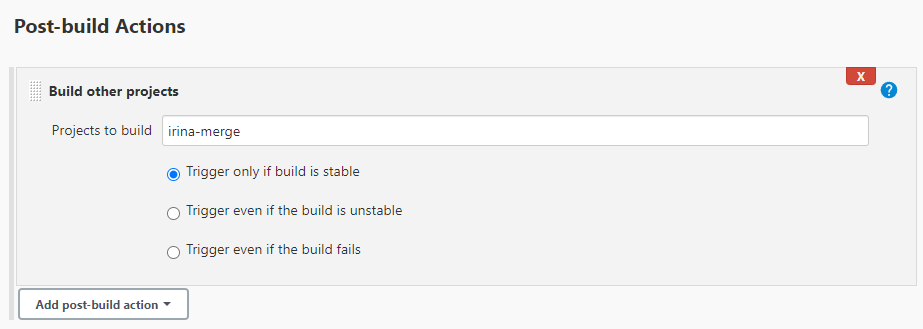 Post-build Actions
X
Build other projects
?
Projects to build irina-merge
Trigger only if build is stable
Trigger even if the build is unstable
Trigger even if the build fails
Add post-build action